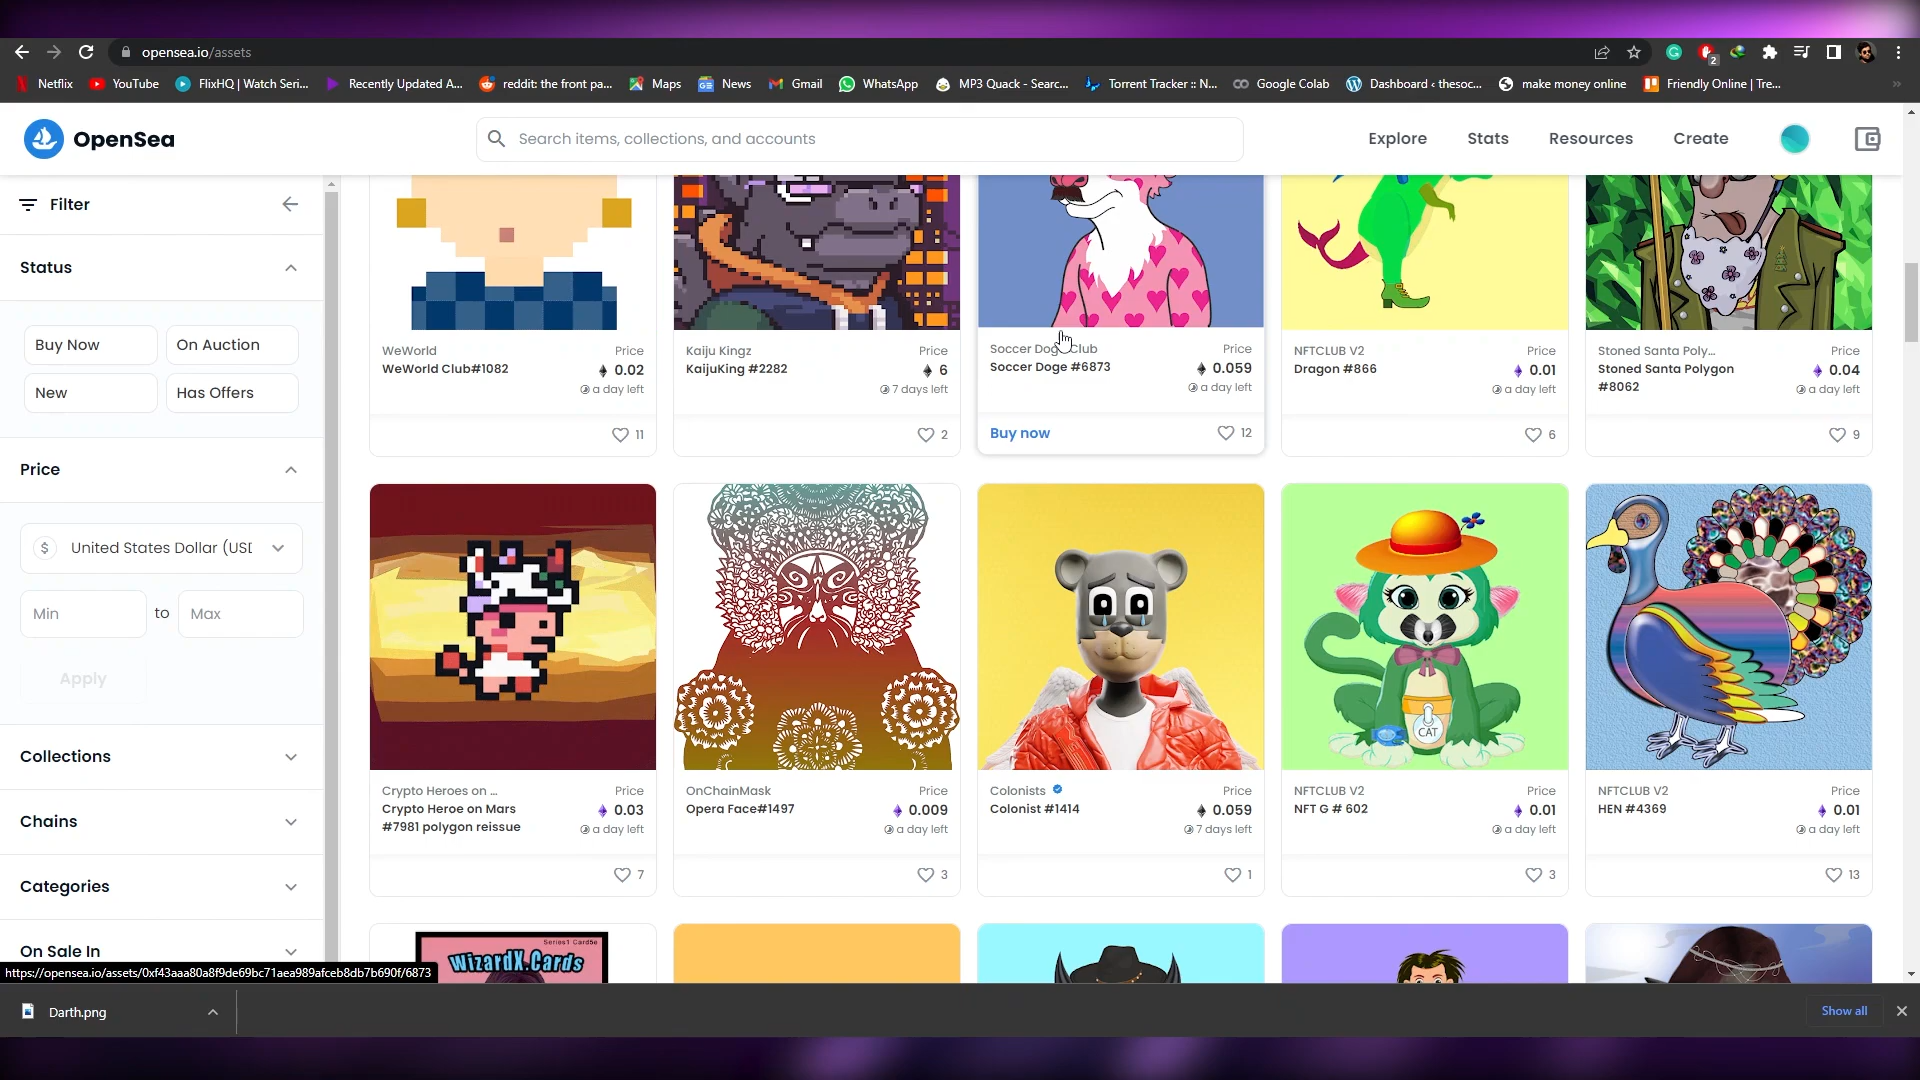 opensea.io/assets
2
Netflix
YouTube
FlixHQ | Watch Seri...
Recently Updated A...
reddit: the front pa...
Maps
News
Gmail
WhatsApp
MP3 Quack - Searc...
Torrent Tracker :: N...
Google Colab
Dashboard ‹ thesoc...
make money online
Friendly Online | Tre...
OpenSea
Search items, collections, and accounts
Explore
Stats
Resources
Create
Filter
Status
Buy Now
On Auction
New
Has Offers
Price
$ United States Dollar (USI
Min to Max
Apply
Collections
Chains
Categories
On Sale In
WeWorld
WeWorld Club#1082
Price
0.02
a day left
11
Kaiju Kingz
KaijuKing #2282
Price
6
7 days left
2
Soccer Doge Club
Soccer Doge #6873
Price
0.059
a day left
Buy now
12
NFTCLUB V2
Dragon #866
Price
0.01
a day left
6
Stoned Santa Poly...
Stoned Santa Polygon
#8062
Price
0.04
a day left
9
Crypto Heroes on ...
Crypto Heroe on Mars
#7981 polygon reissue
Price
0.03
a day left
7
OnChainMask
Opera Face#1497
Price
0.009
a day left
3
Colonists
Colonist #1414
Price
0.059
7 days left
1
CAT
NFTCLUB V2
NFT G # 602
Price
0.01
a day left
3
NFTCLUB V2
HEN #4369
Price
0.01
a day left
13
Series1 Card5e
WizardX.Cards
https://opensea.io/assets/0xf43aaa80a8f9de69bc71aea989afceb8db7b690f/6873
Darth.png
Show all